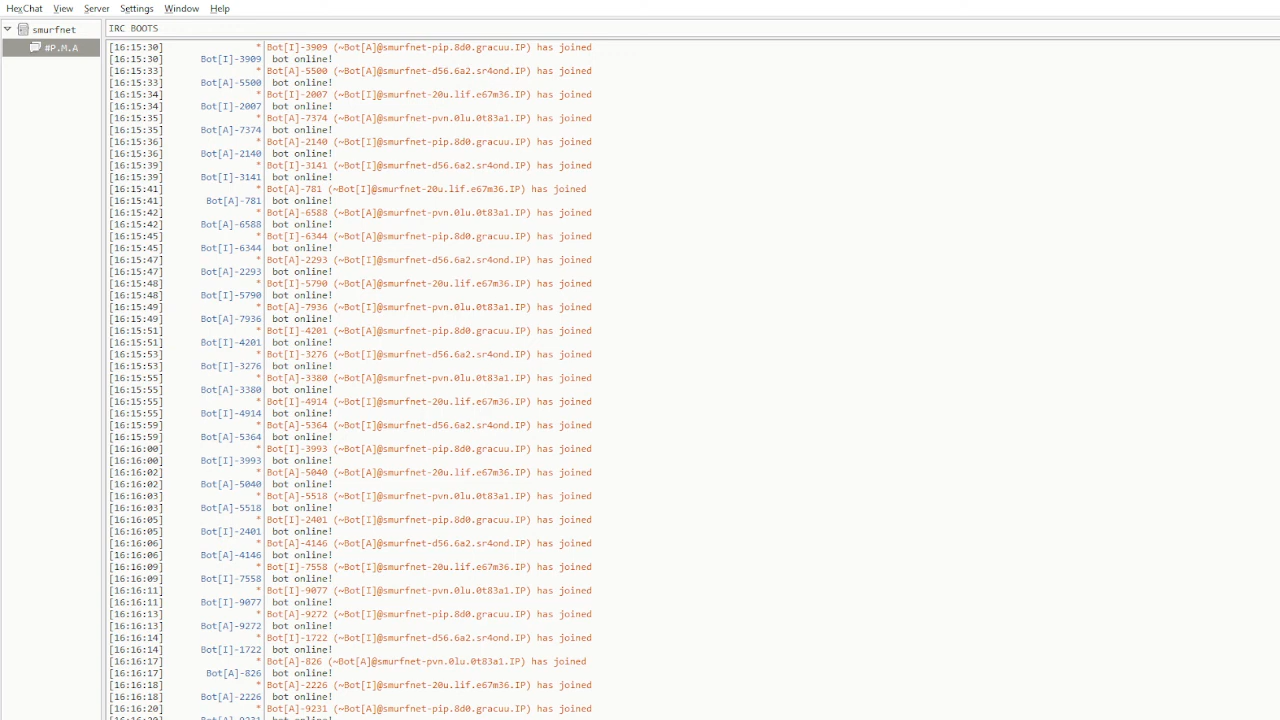 HexChat View Server Settings Window Help
smurfnet
#P.M.A
IRC BOOTS
[16:15:30] * Bot[I]-3909 (~Bot[A]@smurfnet-pip.8d0.gracuu.IP) has joined
[16:15:30] Bot[I]-3909 bot online!
[16:15:33] * Bot[A]-5500 (~Bot[A]@smurfnet-d56.6a2.sr4ond.IP) has joined
[16:15:33] Bot[A]-5500 bot online!
[16:15:34] * Bot[I]-2007 (~Bot[I]@smurfnet-20u.lif.e67m36.IP) has joined
[16:15:34] Bot[I]-2007 bot online!
[16:15:35] * Bot[A]-7374 (~Bot[A]@smurfnet-pvn.0lu.0t83a1.IP) has joined
[16:15:35] Bot[A]-7374 bot online!
[16:15:36] * Bot[A]-2140 (~Bot[I]@smurfnet-pip.8d0.gracuu.IP) has joined
[16:15:36] Bot[A]-2140 bot online!
[16:15:39] * Bot[I]-3141 (~Bot[I]@smurfnet-d56.6a2.sr4ond.IP) has joined
[16:15:39] Bot[I]-3141 bot online!
[16:15:41] * Bot[A]-781 (~Bot[I]@smurfnet-20u.lif.e67m36.IP) has joined
[16:15:41] Bot[A]-781 bot online!
[16:15:42] * Bot[A]-6588 (~Bot[I]@smurfnet-pvn.0lu.0t83a1.IP) has joined
[16:15:42] Bot[A]-6588 bot online!
[16:15:45] * Bot[I]-6344 (~Bot[A]@smurfnet-pip.8d0.gracuu.IP) has joined
[16:15:45] Bot[I]-6344 bot online!
[16:15:47] * Bot[A]-2293 (~Bot[A]@smurfnet-d56.6a2.sr4ond.IP) has joined
[16:15:47] Bot[A]-2293 bot online!
[16:15:48] * Bot[I]-5790 (~Bot[A]@smurfnet-20u.lif.e67m36.IP) has joined
[16:15:48] Bot[I]-5790 bot online!
[16:15:49] * Bot[A]-7936 (~Bot[I]@smurfnet-pvn.0lu.0t83a1.IP) has joined
[16:15:49] Bot[A]-7936 bot online!
[16:15:51] * Bot[I]-4201 (~Bot[A]@smurfnet-pip.8d0.gracuu.IP) has joined
[16:15:51] Bot[I]-4201 bot online!
[16:15:53] * Bot[I]-3276 (~Bot[I]@smurfnet-d56.6a2.sr4ond.IP) has joined
[16:15:53] Bot[I]-3276 bot online!
[16:15:55] * Bot[A]-3380 (~Bot[A]@smurfnet-pvn.0lu.0t83a1.IP) has joined
[16:15:55] Bot[A]-3380 bot online!
[16:15:55] * Bot[I]-4914 (~Bot[A]@smurfnet-20u.lif.e67m36.IP) has joined
[16:15:55] Bot[I]-4914 bot online!
[16:15:59] * Bot[A]-5364 (~Bot[I]@smurfnet-d56.6a2.sr4ond.IP) has joined
[16:15:59] Bot[A]-5364 bot online!
[16:16:00] * Bot[I]-3993 (~Bot[A]@smurfnet-pip.8d0.gracuu.IP) has joined
[16:16:00] Bot[I]-3993 bot online!
[16:16:02] * Bot[A]-5040 (~Bot[A]@smurfnet-20u.lif.e67m36.IP) has joined
[16:16:02] Bot[A]-5040 bot online!
[16:16:03] * Bot[A]-5518 (~Bot[I]@smurfnet-pvn.0lu.0t83a1.IP) has joined
[16:16:03] Bot[A]-5518 bot online!
[16:16:05] * Bot[I]-2401 (~Bot[A]@smurfnet-pip.8d0.gracuu.IP) has joined
[16:16:05] Bot[I]-2401 bot online!
[16:16:06] * Bot[A]-4146 (~Bot[A]@smurfnet-d56.6a2.sr4ond.IP) has joined
[16:16:06] Bot[A]-4146 bot online!
[16:16:09] * Bot[I]-7558 (~Bot[I]@smurfnet-20u.lif.e67m36.IP) has joined
[16:16:09] Bot[I]-7558 bot online!
[16:16:11] * Bot[I]-9077 (~Bot[I]@smurfnet-pvn.0lu.0t83a1.IP) has joined
[16:16:11] Bot[I]-9077 bot online!
[16:16:13] * Bot[A]-9272 (~Bot[I]@smurfnet-pip.8d0.gracuu.IP) has joined
[16:16:13] Bot[A]-9272 bot online!
[16:16:14] * Bot[I]-1722 (~Bot[I]@smurfnet-d56.6a2.sr4ond.IP) has joined
[16:16:14] Bot[I]-1722 bot online!
[16:16:17] * Bot[A]-826 (~Bot[A]@smurfnet-pvn.0lu.0t83a1.IP) has joined
[16:16:17] Bot[A]-826 bot online!
[16:16:18] * Bot[A]-2226 (~Bot[I]@smurfnet-20u.lif.e67m36.IP) has joined
[16:16:18] Bot[A]-2226 bot online!
[16:16:20] * Bot[A]-9231 (~Bot[A]@smurfnet-pip.8d0.gracuu.IP) has joined
[16:16:20] Bot[A]-9231 bot online!